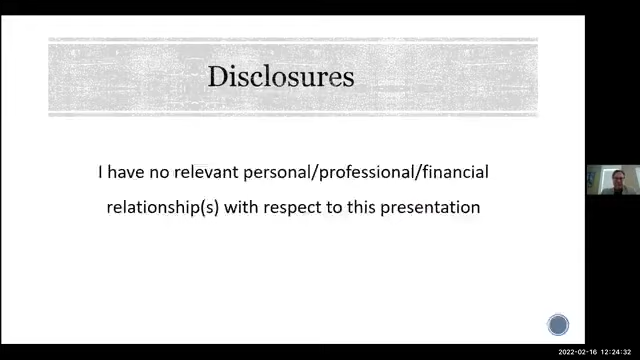 Disclosures
I have no relevant personal/professional/financial
relationship(s) with respect to this presentation
2022-02-16 12:24:32